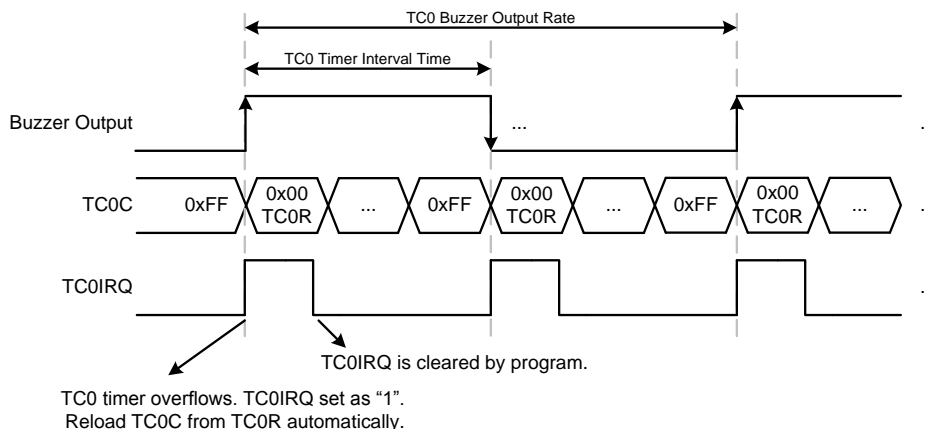 TC0 Buzzer Output Rate
TC0 Timer Interval Time
Buzzer Output
...
.
TC0C
0xFF
0x00
TC0R
...
0xFF
0x00
TC0R
...
0xFF
0x00
TC0R
...
.
TC0IRQ
.
TC0IRQ is cleared by program.
TC0 timer overflows. TC0IRQ set as “1”.
Reload TC0C from TC0R automatically.